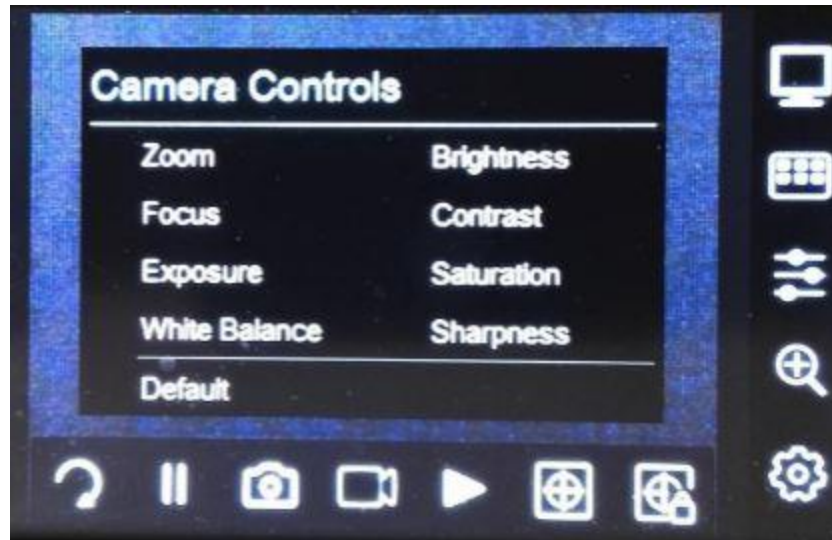 Camera Controls
Zoom
Brightness
Focus
Contrast
Exposure
Saturation
White Balance
Sharpness
Default